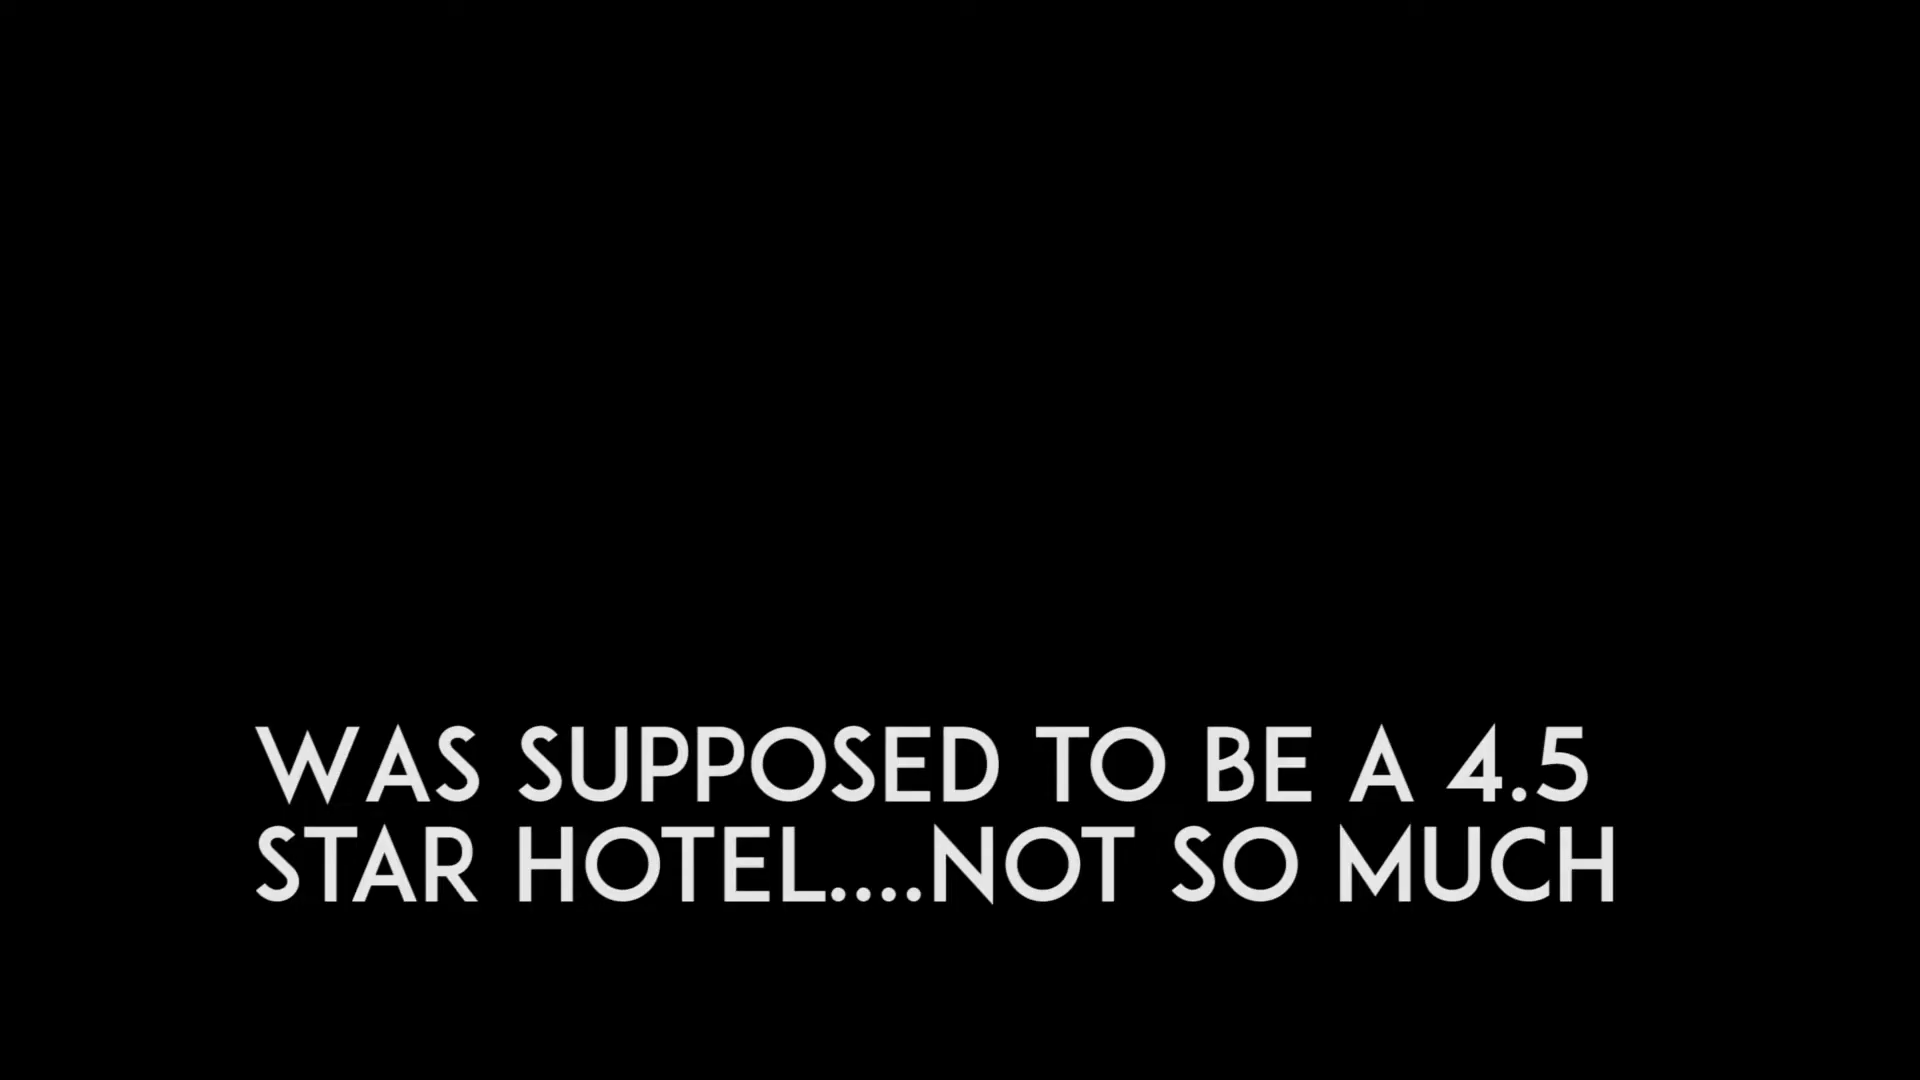 WAS SUPPOSED TO BE A 4.5
STAR HOTEL....NOT SO MUCH